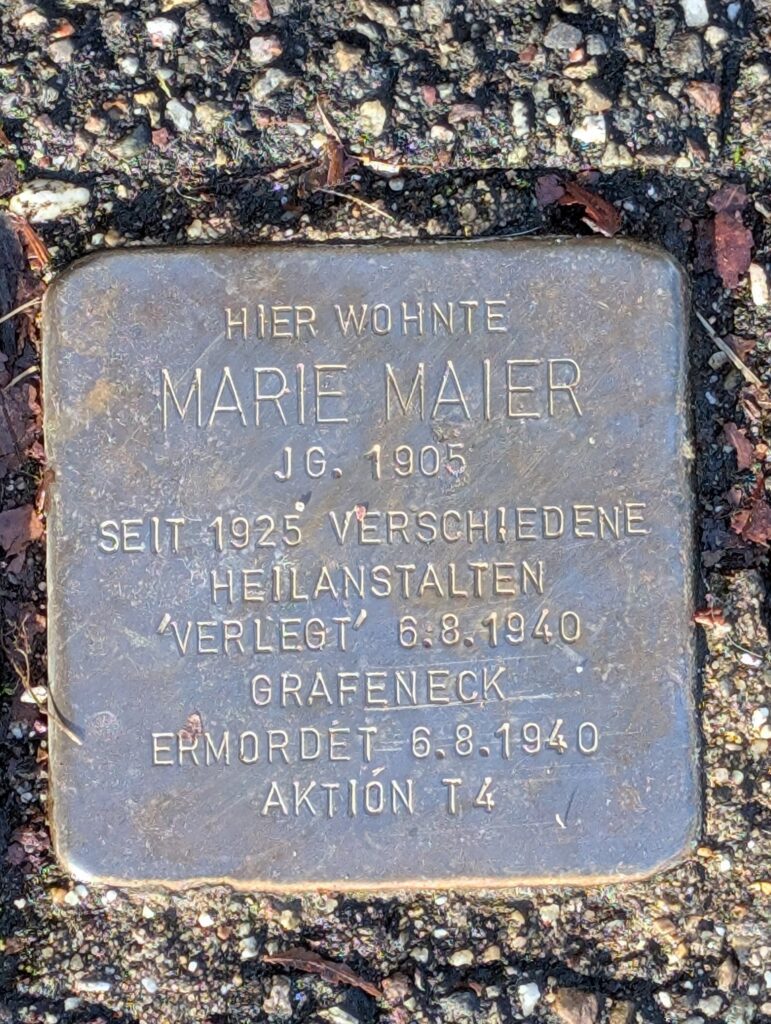 HIER WOHNTE
MARIE MAIER
JG. 1905
SEIT 1925 VERSCHIEDENE
HEILANSTALTEN
'VERLEGT' 6.8.1940
GRAFENECK
ERMORDET 6.8.1940
AKTION T4